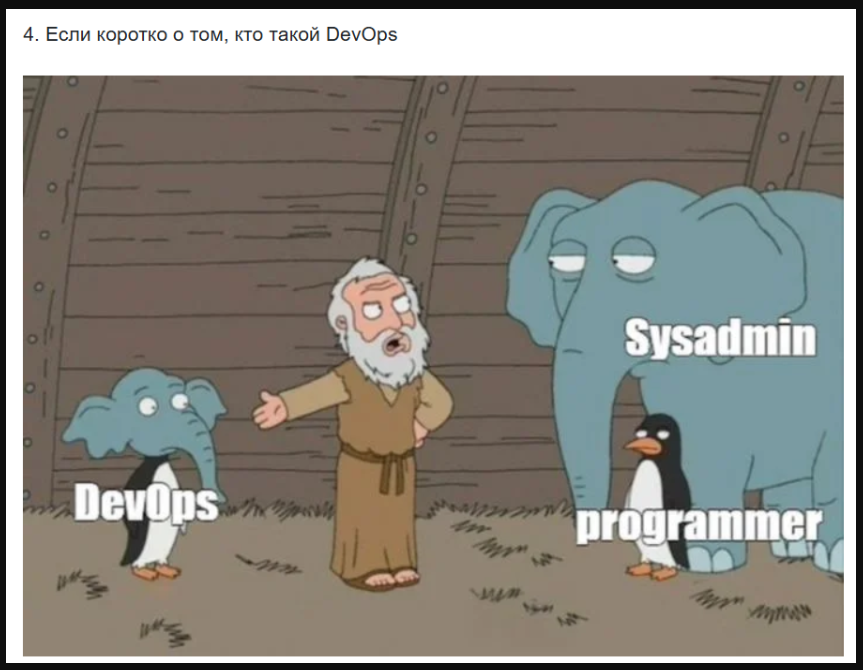 4. Если коротко о том, кто такой DevOps
Sysadmin
DevOps
programmer